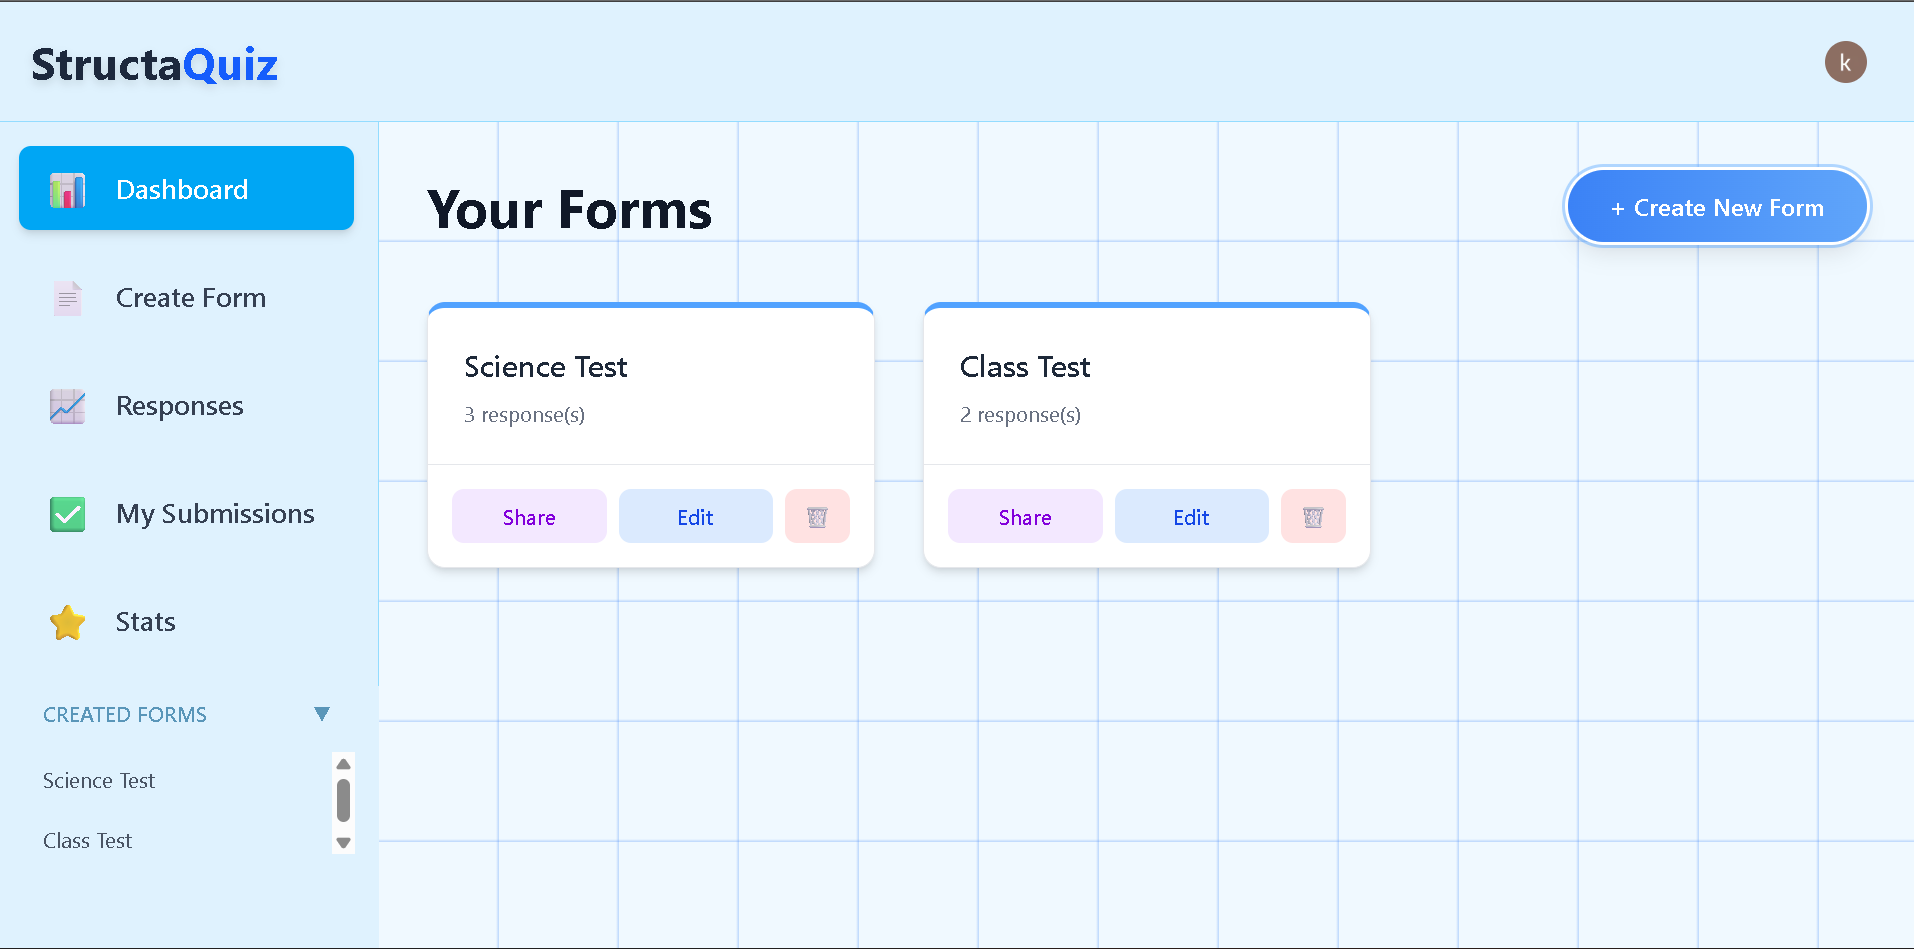 StructaQuiz
k
Dashboard
Create Form
Responses
My Submissions
Stats
CREATED FORMS
Science Test
Class Test
Your Forms
+ Create New Form
Science Test
3 response(s)
Share
Edit
Class Test
2 response(s)
Share
Edit